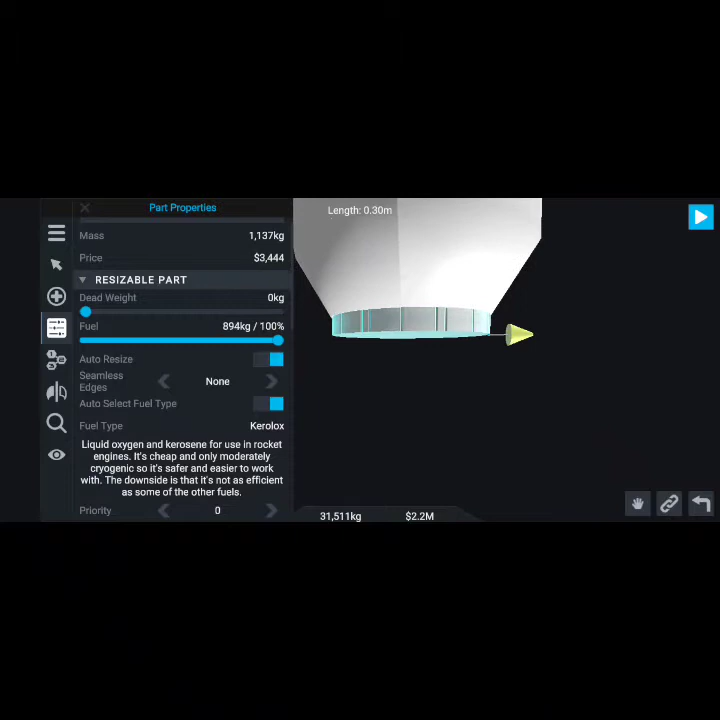 Part Properties
Length: 0.30m
Mass 1,137kg
Price $3,444
RESIZABLE PART
Dead Weight 0kg
Fuel 894kg / 100%
Auto Resize
Seamless
Edges
None
Auto Select Fuel Type
Fuel Type Kerolox
Liquid oxygen and kerosene for use in rocket
engines. It's cheap and only moderately
cryogenic so it's safer and easier to work
with. The downside is that it's not as efficient
as some of the other fuels.
Priority 0
31,511kg $2.2M